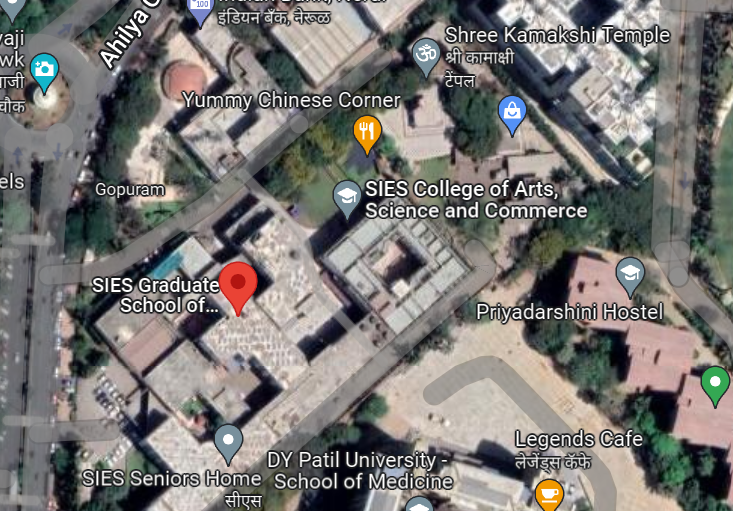 100
इंडियन बँक, नेरूळ
Ahilya
Shree Kamakshi Temple
श्री कामाक्षी
टेंपल
Yummy Chinese Corner
Gopuram
SIES College of Arts,
Science and Commerce
SIES Graduate
School of...
Priyadarshini Hostel
Legends Cafe
लेजेंड्स कॅफे
DY Patil University -
School of Medicine
SIES Seniors Home
सीएस